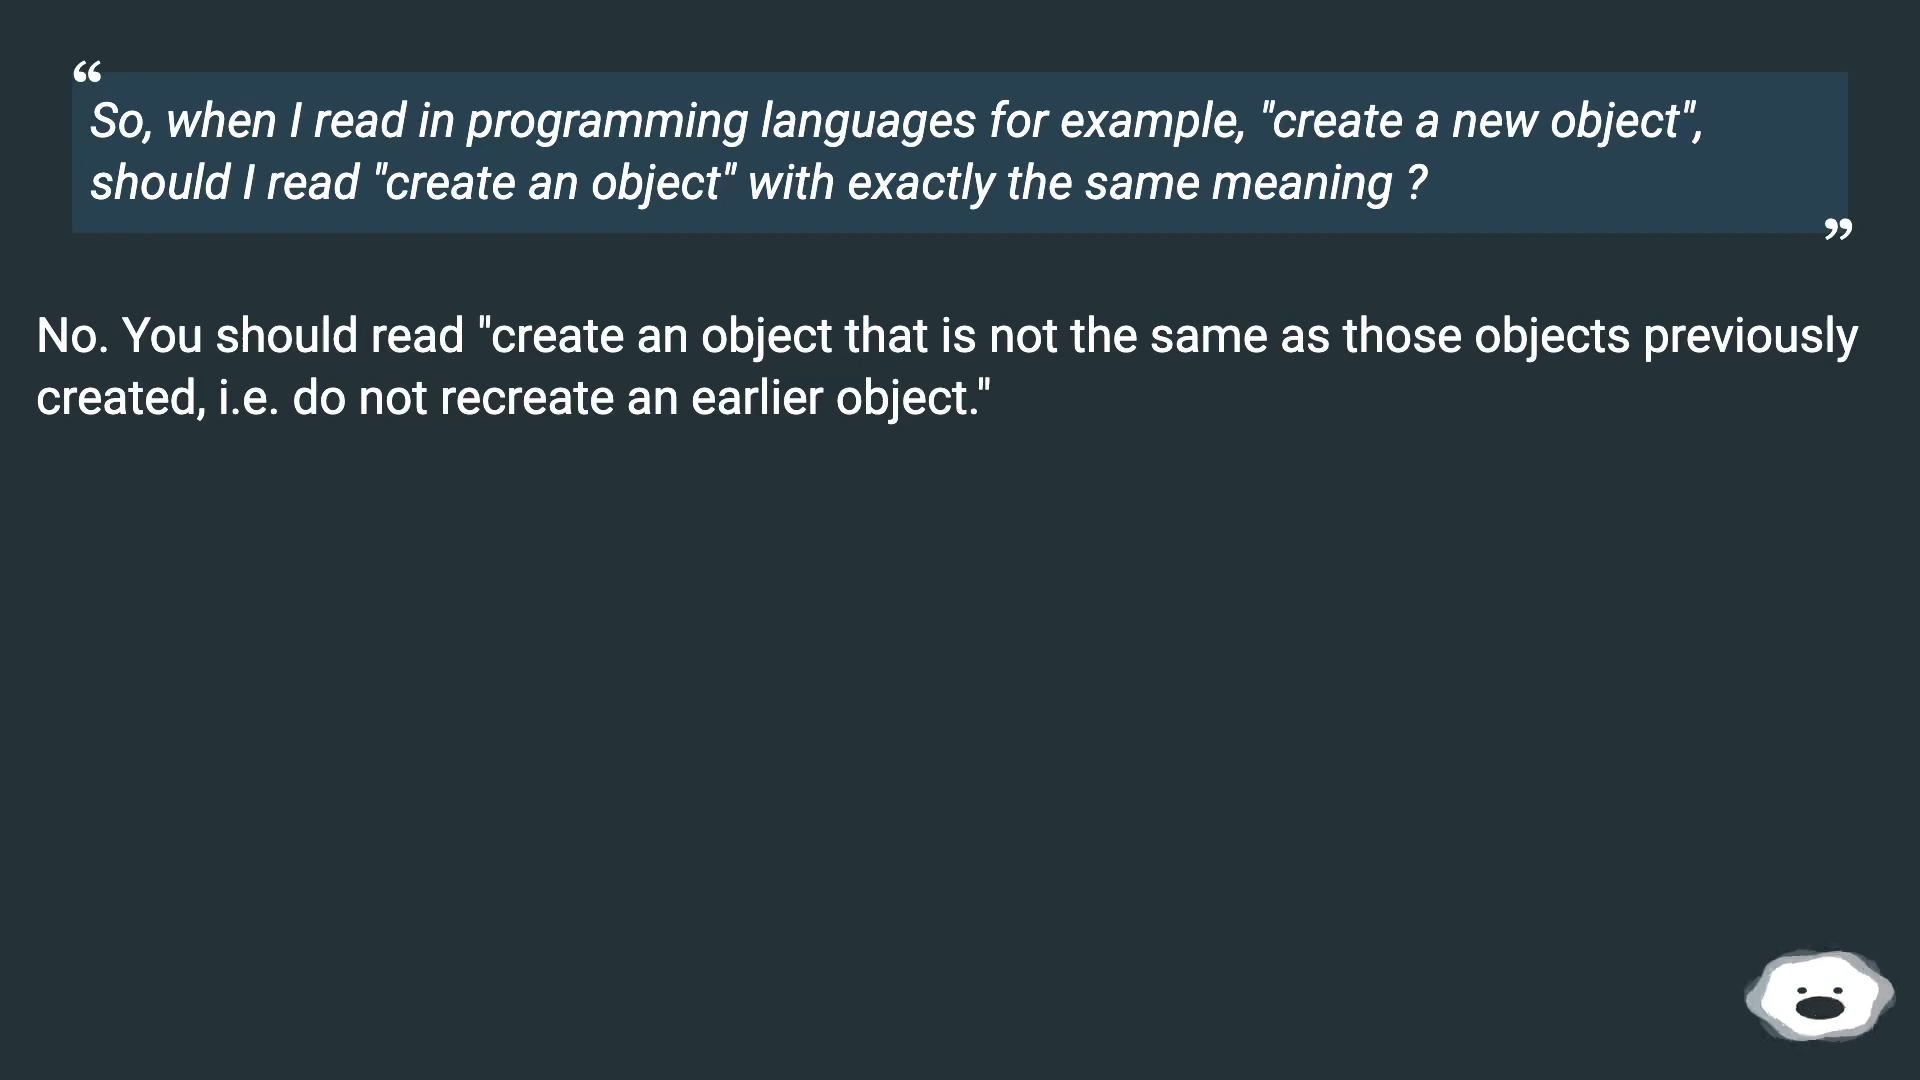 “
So, when I read in programming languages for example, "create a new object",
should I read "create an object" with exactly the same meaning ?
”
No. You should read "create an object that is not the same as those objects previously
created, i.e. do not recreate an earlier object."